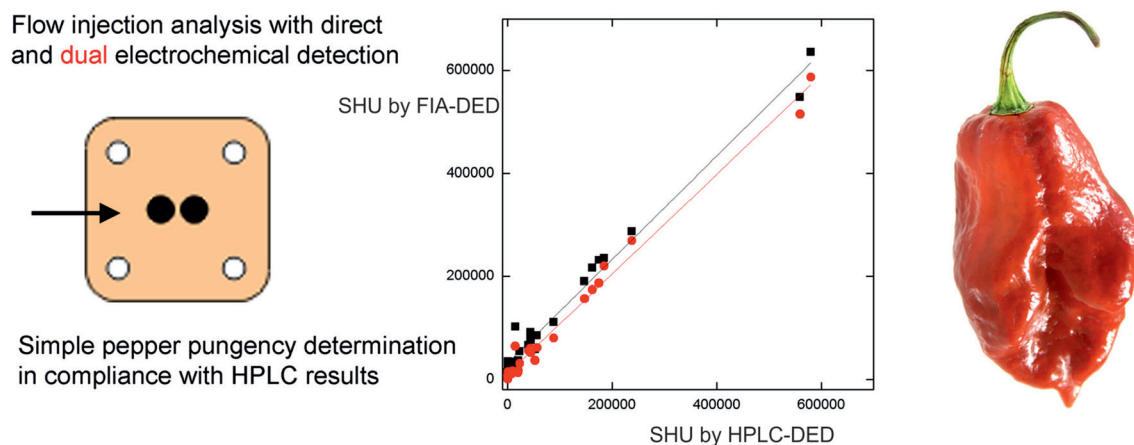 Flow injection analysis with direct
and dual electrochemical detection
Simple pepper pungency determination
in compliance with HPLC results
SHU by FIA-DED
600000
400000
200000
0
0
200000
400000
600000
SHU by HPLC-DED